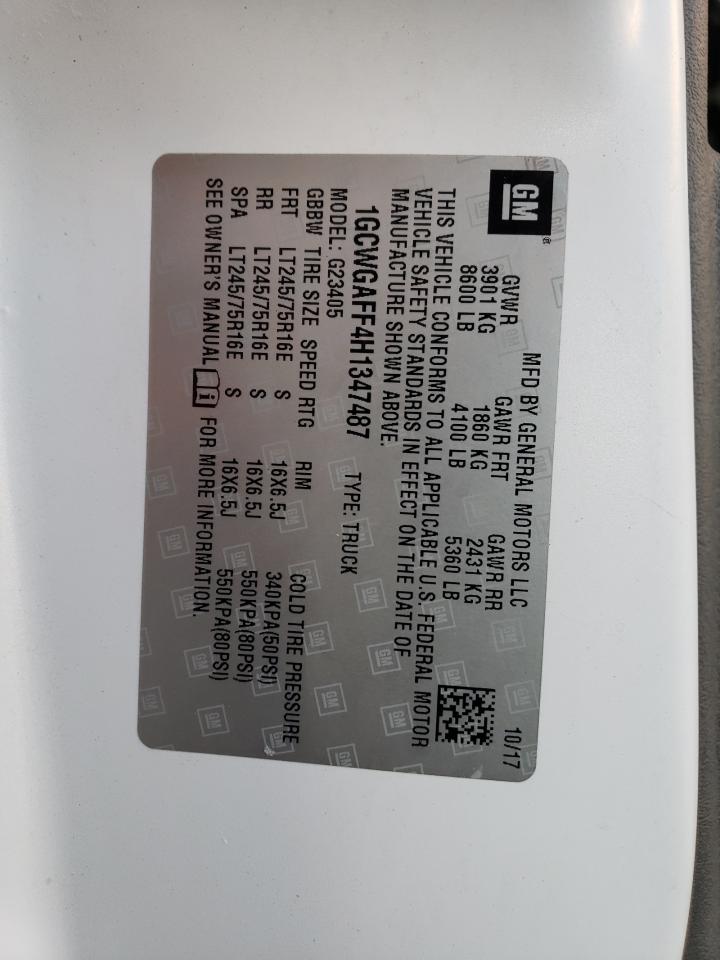 GM
MFD BY GENERAL MOTORS LLC 10/17
GVWR GAWR FRT GAWR RR
3901 KG 1860 KG 2431 KG
8600 LB 4100 LB 5360 LB
THIS VEHICLE CONFORMS TO ALL APPLICABLE U.S. FEDERAL MOTOR
VEHICLE SAFETY STANDARDS IN EFFECT ON THE DATE OF
MANUFACTURE SHOWN ABOVE.
1GCWGAFF4H1347487 TYPE: TRUCK
MODEL: G23405
GBBW TIRE SIZE SPEED RTG RIM COLD TIRE PRESSURE
FRT LT245/75R16E S 16X6.5J 340KPA(50PSI)
RR LT245/75R16E S 16X6.5J 550KPA(80PSI)
SPA LT245/75R16E S 16X6.5J 550KPA(80PSI)
SEE OWNER'S MANUAL FOR MORE INFORMATION.